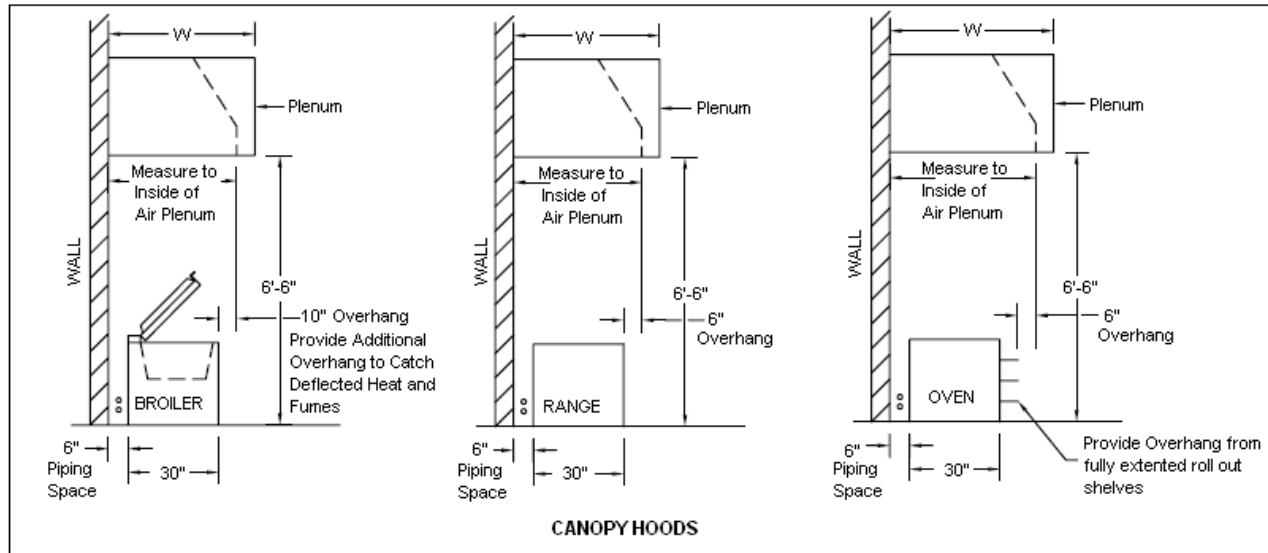 W
Plenum
Measure to
Inside of
Air Plenum
WALL
6'-6"
10" Overhang
Provide Additional
Overhang to Catch
Deflected Heat and
Fumes
BROILER
6"
Piping
Space
30"
W
Plenum
Measure to
Inside of
Air Plenum
WALL
6'-6"
6"
Overhang
RANGE
6"
Piping
Space
30"
W
Plenum
Measure to
Inside of
Air Plenum
WALL
6'-6"
6"
Overhang
OVEN
Provide Overhang from
fully extented roll out
shelves
6"
Piping
Space
30"
CANOPY HOODS